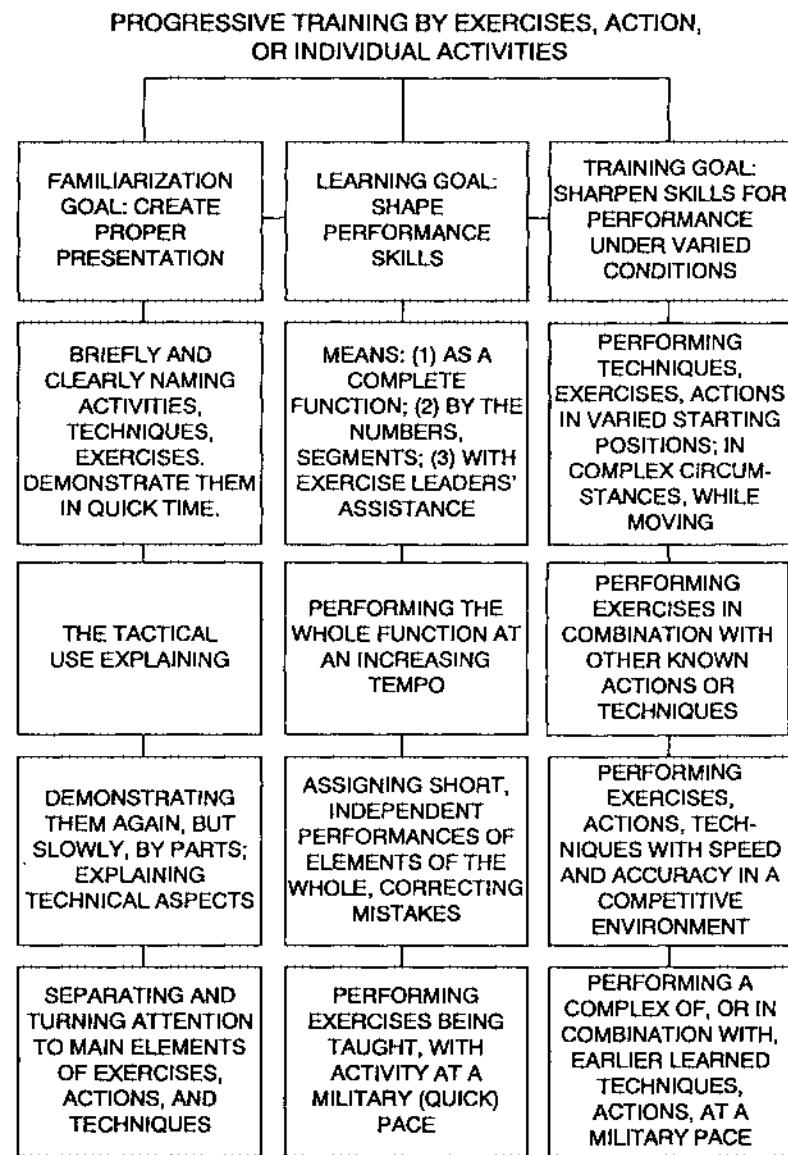 PROGRESSIVE TRAINING BY EXERCISES, ACTION,
OR INDIVIDUAL ACTIVITIES
FAMILIARIZATION
GOAL: CREATE
PROPER
PRESENTATION
LEARNING GOAL:
SHAPE
PERFORMANCE
SKILLS
TRAINING GOAL:
SHARPEN SKILLS FOR
PERFORMANCE
UNDER VARIED
CONDITIONS
BRIEFLY AND
CLEARLY NAMING
ACTIVITIES,
TECHNIQUES,
EXERCISES.
DEMONSTRATE THEM
IN QUICK TIME.
MEANS: (1) AS A
COMPLETE
FUNCTION; (2) BY THE
NUMBERS,
SEGMENTS; (3) WITH
EXERCISE LEADERS'
ASSISTANCE
PERFORMING
TECHNIQUES,
EXERCISES, ACTIONS
IN VARIED STARTING
POSITIONS; IN
COMPLEX CIRCUM-
STANCES, WHILE
MOVING
THE TACTICAL
USE EXPLAINING
PERFORMING THE
WHOLE FUNCTION AT
AN INCREASING
TEMPO
PERFORMING
EXERCISES IN
COMBINATION WITH
OTHER KNOWN
ACTIONS OR
TECHNIQUES
DEMONSTRATING
THEM AGAIN, BUT
SLOWLY, BY PARTS;
EXPLAINING
TECHNICAL ASPECTS
ASSIGNING SHORT,
INDEPENDENT
PERFORMANCES OF
ELEMENTS OF THE
WHOLE, CORRECTING
MISTAKES
PERFORMING
EXERCISES,
ACTIONS, TECH-
NIQUES WITH SPEED
AND ACCURACY IN A
COMPETITIVE
ENVIRONMENT
SEPARATING AND
TURNING ATTENTION
TO MAIN ELEMENTS
OF EXERCISES,
ACTIONS, AND
TECHNIQUES
PERFORMING
EXERCISES BEING
TAUGHT, WITH
ACTIVITY AT A
MILITARY (QUICK)
PACE
PERFORMING A
COMPLEX OF, OR IN
COMBINATION WITH,
EARLIER LEARNED
TECHNIQUES,
ACTIONS, AT A
MILITARY PACE